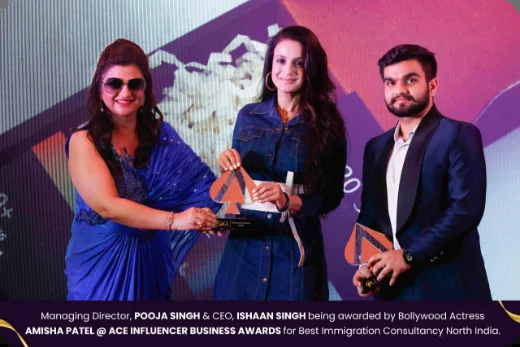 Managing Director, POOJA SINGH & CEO, ISHAAN SINGH being awarded by Bollywood Actress
AMISHA PATEL @ ACE INFLUENCER BUSINESS AWARDS for Best Immigration Consultancy North India.